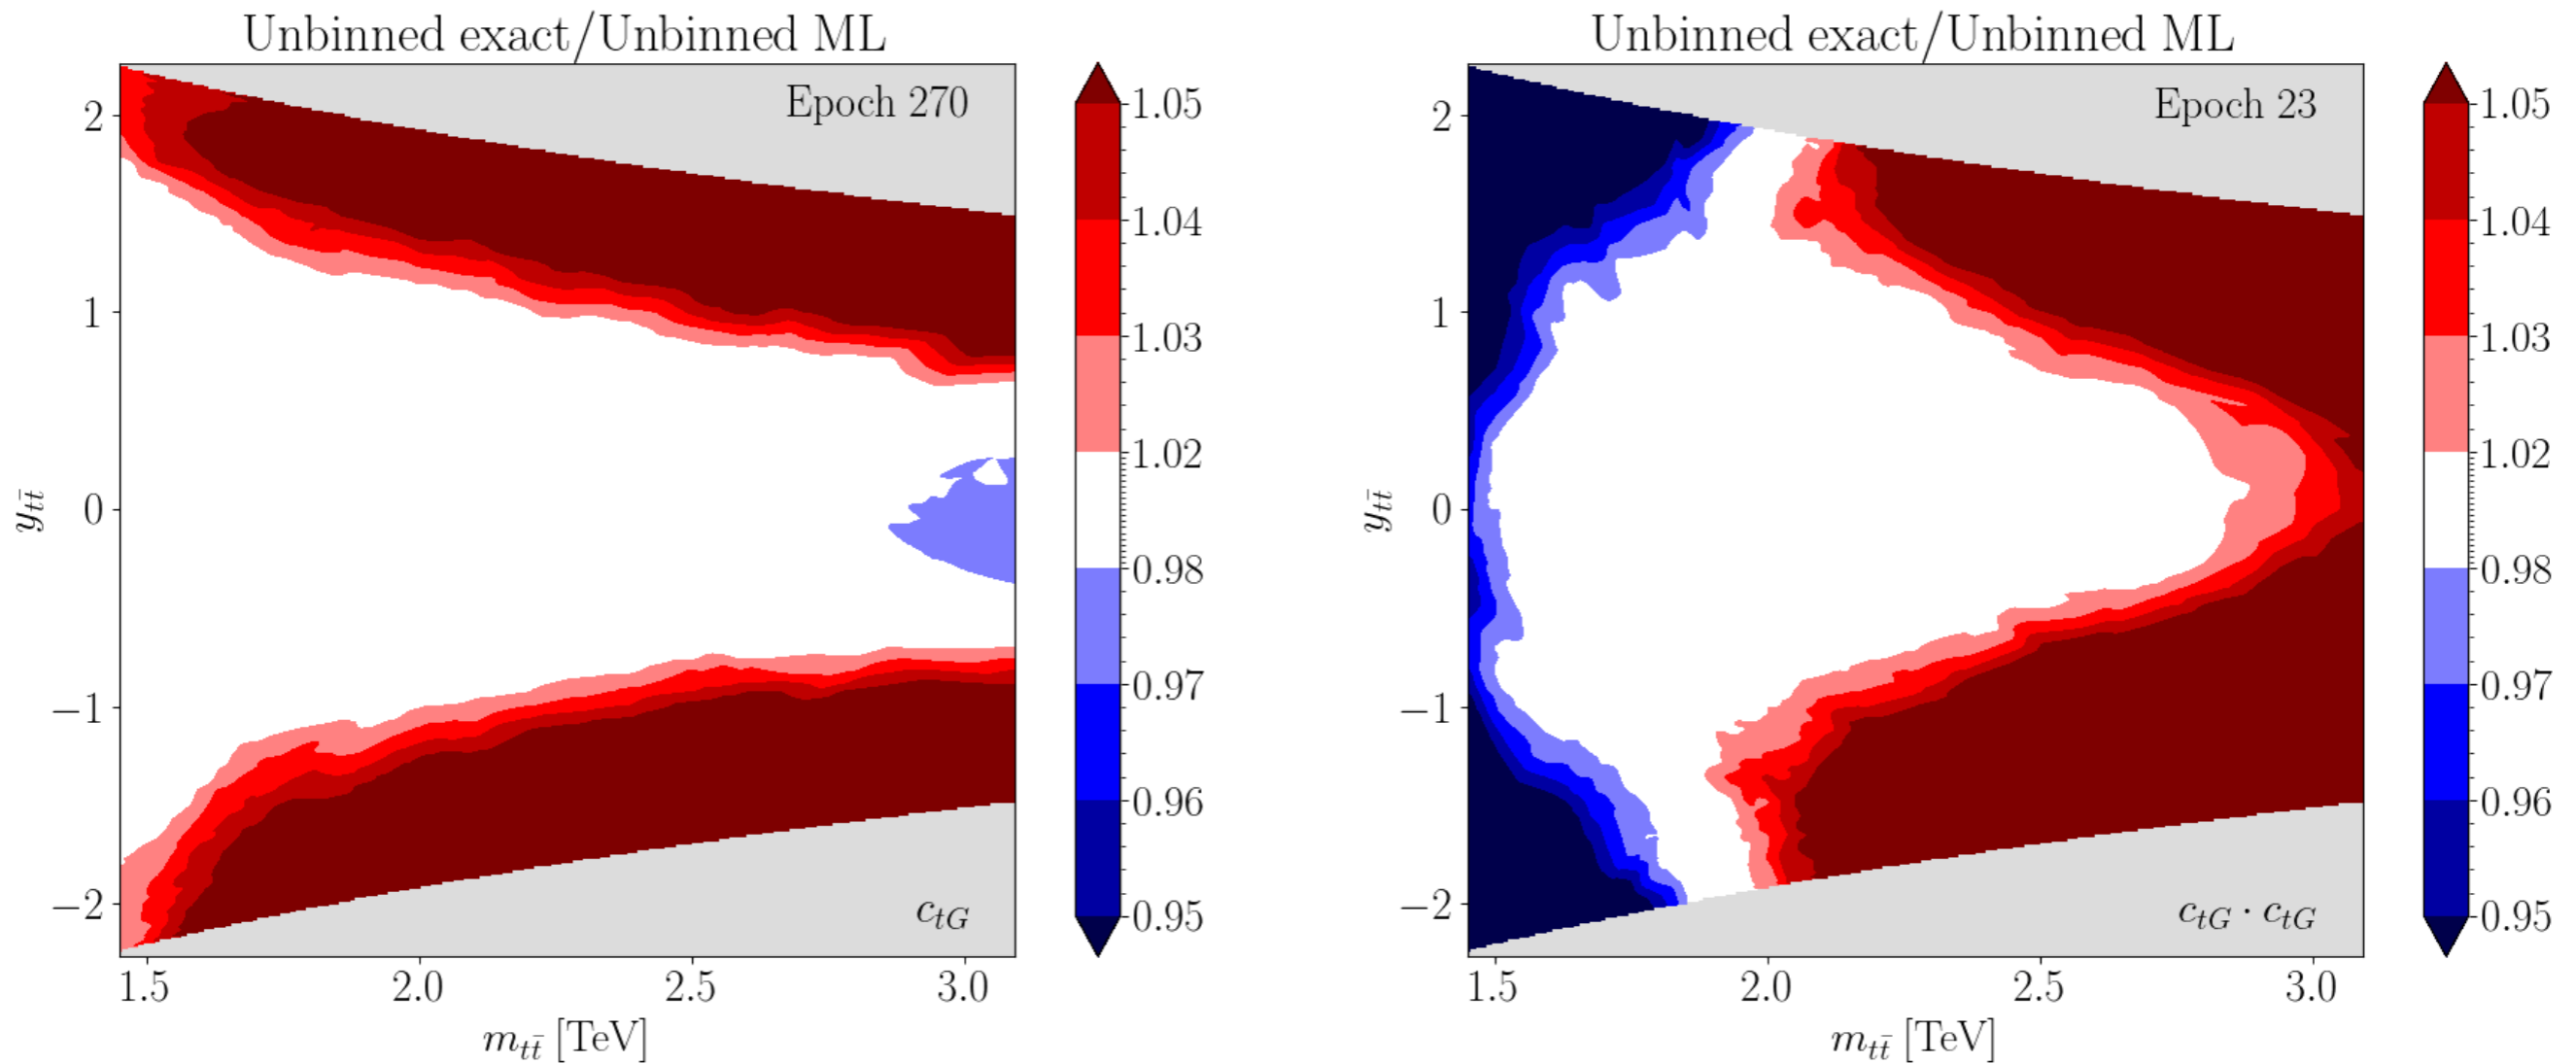 Unbinned exact/Unbinned ML
Epoch 270
2
1
0
−1
−2
y_{t\bar{t}}
c_{tG}
1.5 2.0 2.5 3.0
m_{t\bar{t}} [TeV]
1.05
1.04
1.03
1.02
0.98
0.97
0.96
0.95
Unbinned exact/Unbinned ML
Epoch 23
2
1
0
−1
−2
y_{t\bar{t}}
c_{tG} · c_{tG}
1.5 2.0 2.5 3.0
m_{t\bar{t}} [TeV]
1.05
1.04
1.03
1.02
0.98
0.97
0.96
0.95